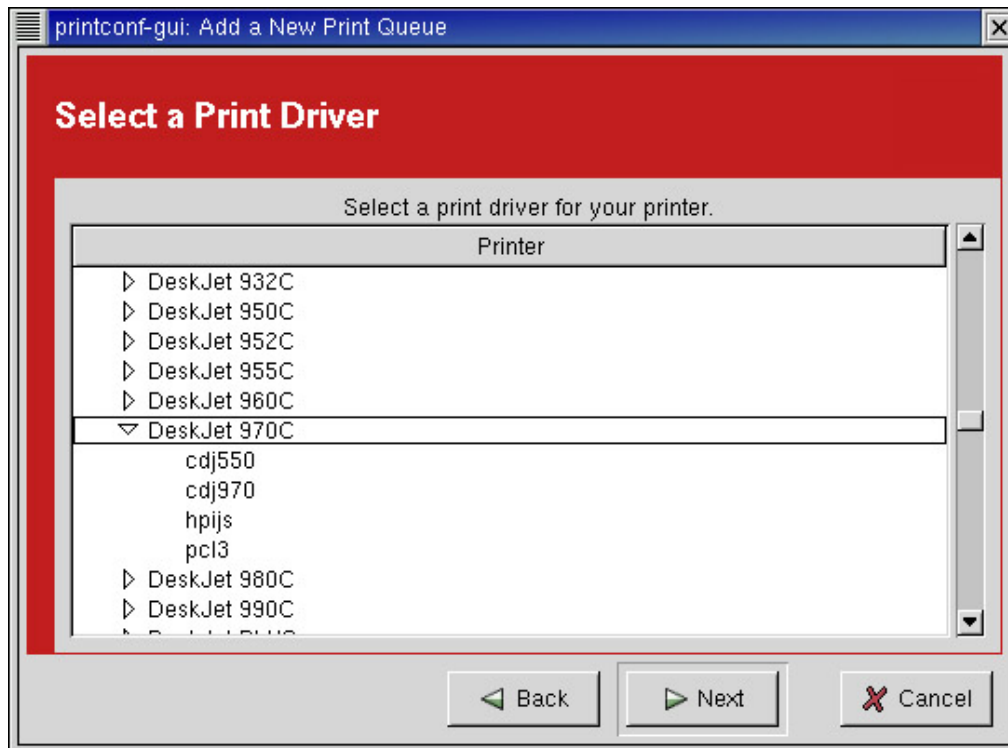 printconf-gui: Add a New Print Queue
Select a Print Driver
Select a print driver for your printer.
Printer
DeskJet 932C
DeskJet 950C
DeskJet 952C
DeskJet 955C
DeskJet 960C
DeskJet 970C
cdj550
cdj970
hpijs
pcl3
DeskJet 980C
DeskJet 990C
Back
Next
Cancel